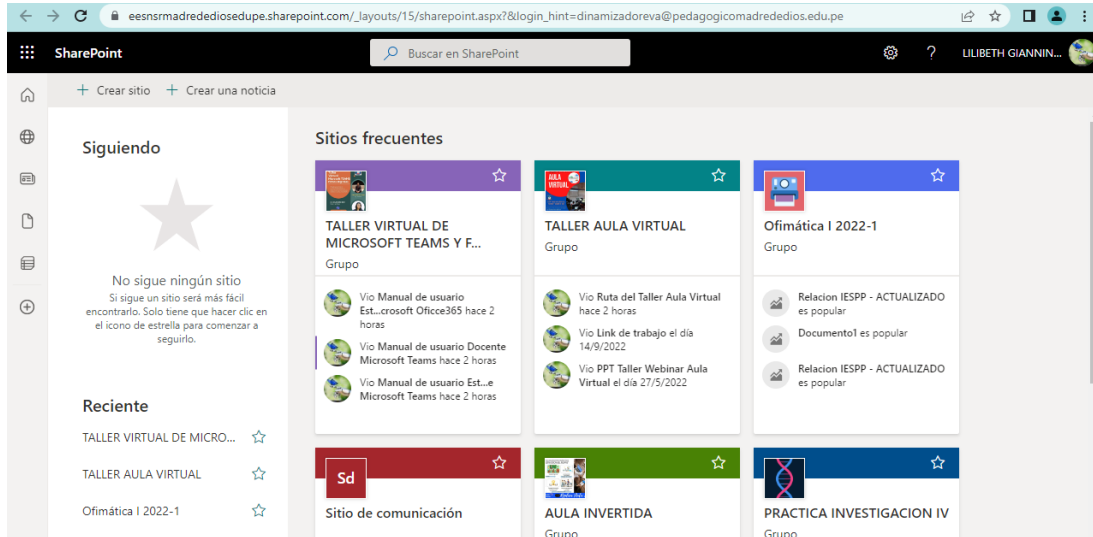 eesnsrmadredediosedupe.sharepoint.com/_layouts/15/sharepoint.aspx?&login_hint=dinamizadoreva@pedagogicomadrededios.edu.pe
SharePoint
Buscar en SharePoint
?
LILIBETH GIANNIN...
+ Crear sitio + Crear una noticia
Siguiendo
No sigue ningún sitio
Si sigue un sitio será más fácil
encontrarlo. Solo tiene que hacer clic en
el icono de estrella para comenzar a
seguirlo.
Reciente
TALLER VIRTUAL DE MICRO...
TALLER AULA VIRTUAL
Ofimática I 2022-1
Sitios frecuentes
TALLER VIRTUAL DE
MICROSOFT TEAMS Y F...
Grupo
Vio Manual de usuario
Est...crosoft Oficce365 hace 2
horas
Vio Manual de usuario Docente
Microsoft Teams hace 2 horas
Vio Manual de usuario Est...e
Microsoft Teams hace 2 horas
AULA
VIRTUAL
TALLER AULA VIRTUAL
Grupo
Vio Ruta del Taller Aula Virtual
hace 2 horas
Vio Link de trabajo el día
14/9/2022
Vio PPT Taller Webinar Aula
Virtual el día 27/5/2022
Ofimática I 2022-1
Grupo
Relacion IESPP - ACTUALIZADO
es popular
Documento1 es popular
Relacion IESPP - ACTUALIZADO
es popular
Sd
Sitio de comunicación
AULA INVERTIDA
Grupo
PRACTICA INVESTIGACION IV
Grupo